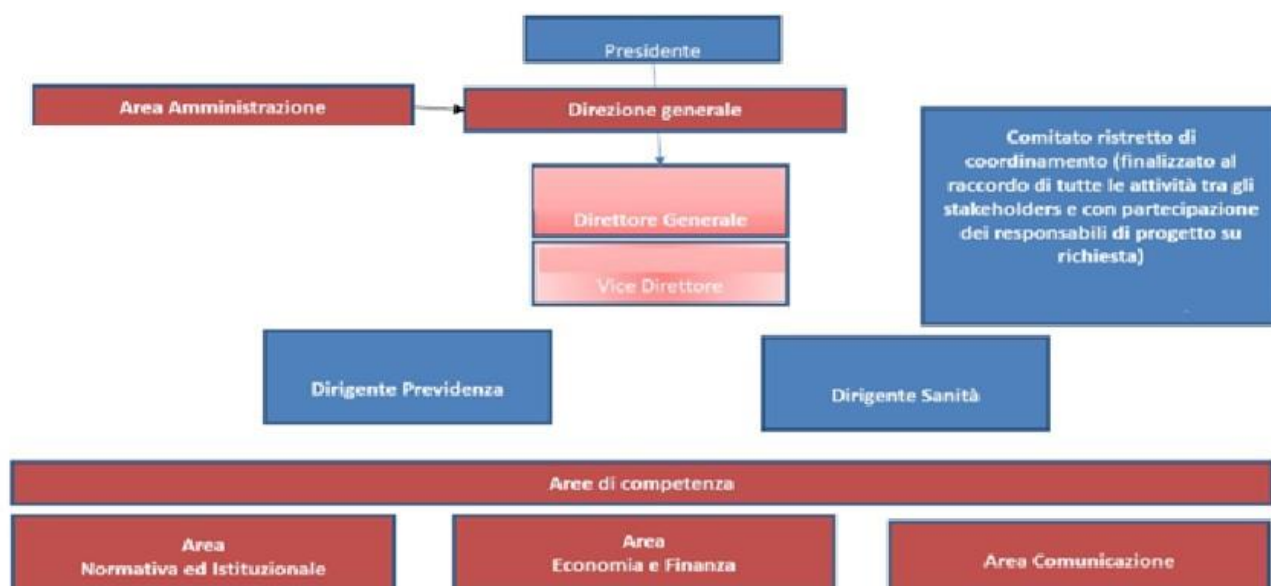 Presidente
Area Amministrazione
Direzione generale
Comitato ristretto di
coordinamento (finalizzato al
raccordo di tutte le attività tra gli
stakeholders e con partecipazione
dei responsabili di progetto su
richiesta)
Direttore Generale
Vice Direttore
Dirigente Previdenza
Dirigente Sanità
Aree di competenza
Area
Normativa ed Istituzionale
Area
Economia e Finanza
Area Comunicazione